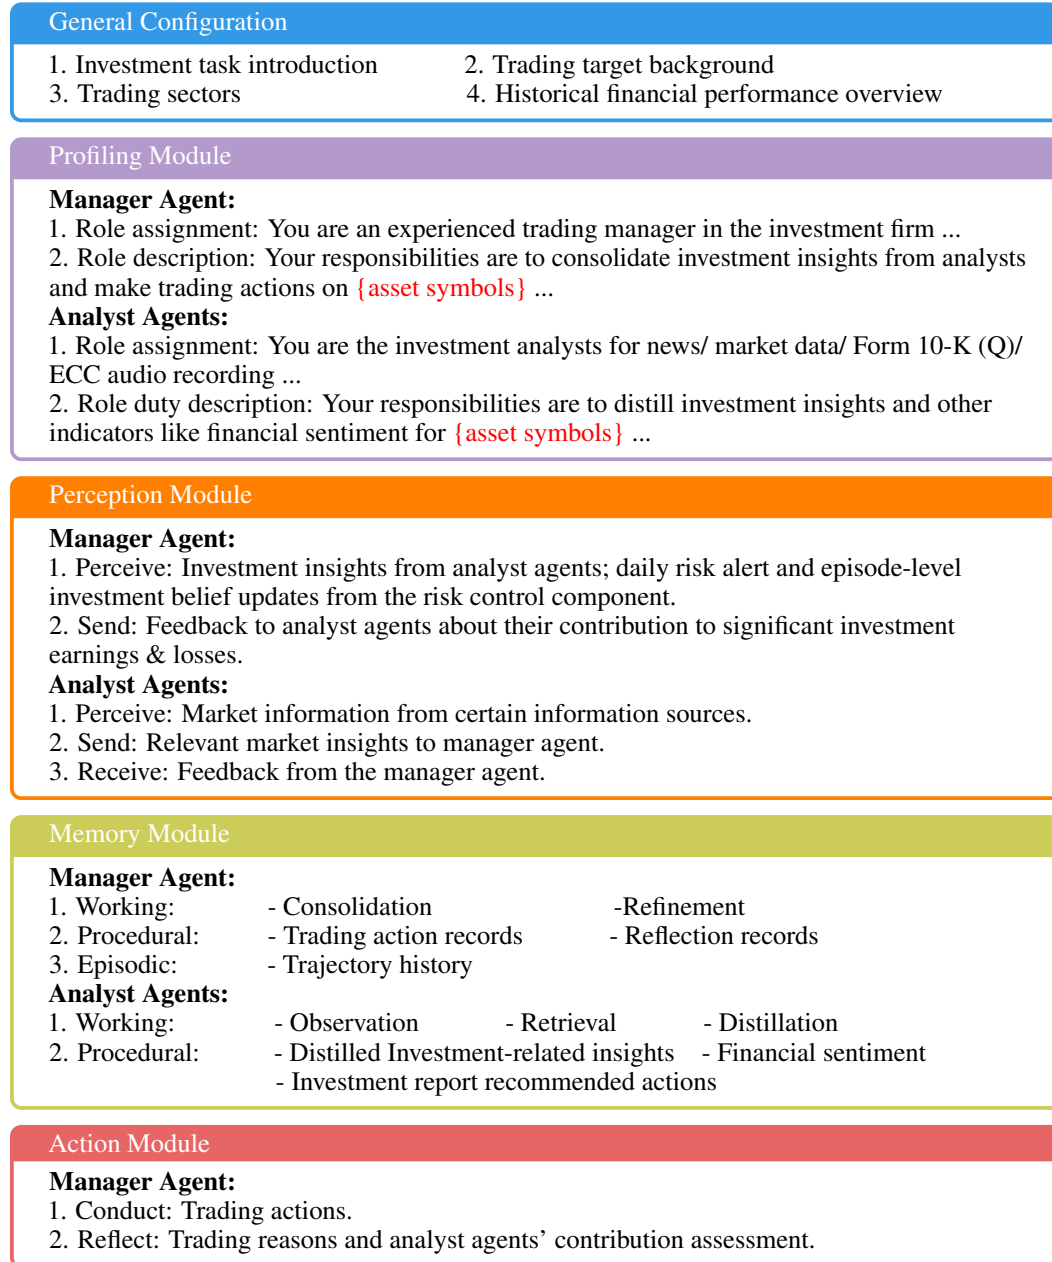 General Configuration
1. Investment task introduction 2. Trading target background
3. Trading sectors 4. Historical financial performance overview
Profiling Module
Manager Agent:
1. Role assignment: You are an experienced trading manager in the investment firm ...
2. Role description: Your responsibilities are to consolidate investment insights from analysts
and make trading actions on {asset symbols} ...
Analyst Agents:
1. Role assignment: You are the investment analysts for news/ market data/ Form 10-K (Q)/
ECC audio recording ...
2. Role duty description: Your responsibilities are to distill investment insights and other
indicators like financial sentiment for {asset symbols} ...
Perception Module
Manager Agent:
1. Perceive: Investment insights from analyst agents; daily risk alert and episode-level
investment belief updates from the risk control component.
2. Send: Feedback to analyst agents about their contribution to significant investment
earnings & losses.
Analyst Agents:
1. Perceive: Market information from certain information sources.
2. Send: Relevant market insights to manager agent.
3. Receive: Feedback from the manager agent.
Memory Module
Manager Agent:
1. Working: - Consolidation -Refinement
2. Procedural: - Trading action records - Reflection records
3. Episodic: - Trajectory history
Analyst Agents:
1. Working: - Observation - Retrieval - Distillation
2. Procedural: - Distilled Investment-related insights - Financial sentiment
- Investment report recommended actions
Action Module
Manager Agent:
1. Conduct: Trading actions.
2. Reflect: Trading reasons and analyst agents’ contribution assessment.